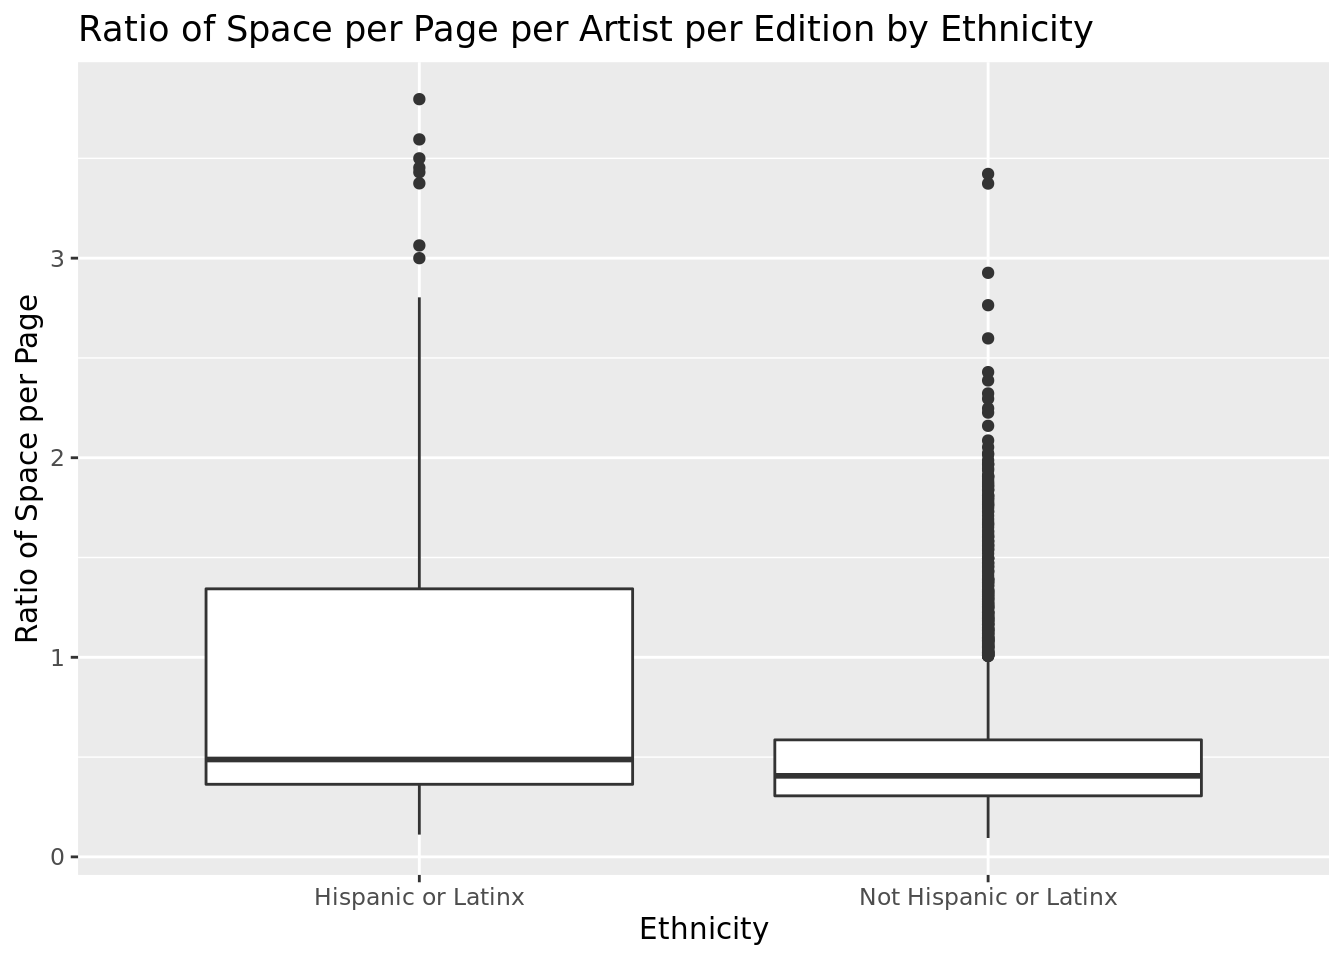 Ratio of Space per Page per Artist per Edition by Ethnicity
Ratio of Space per Page
3
2
1
0
Hispanic or Latinx
Not Hispanic or Latinx
Ethnicity